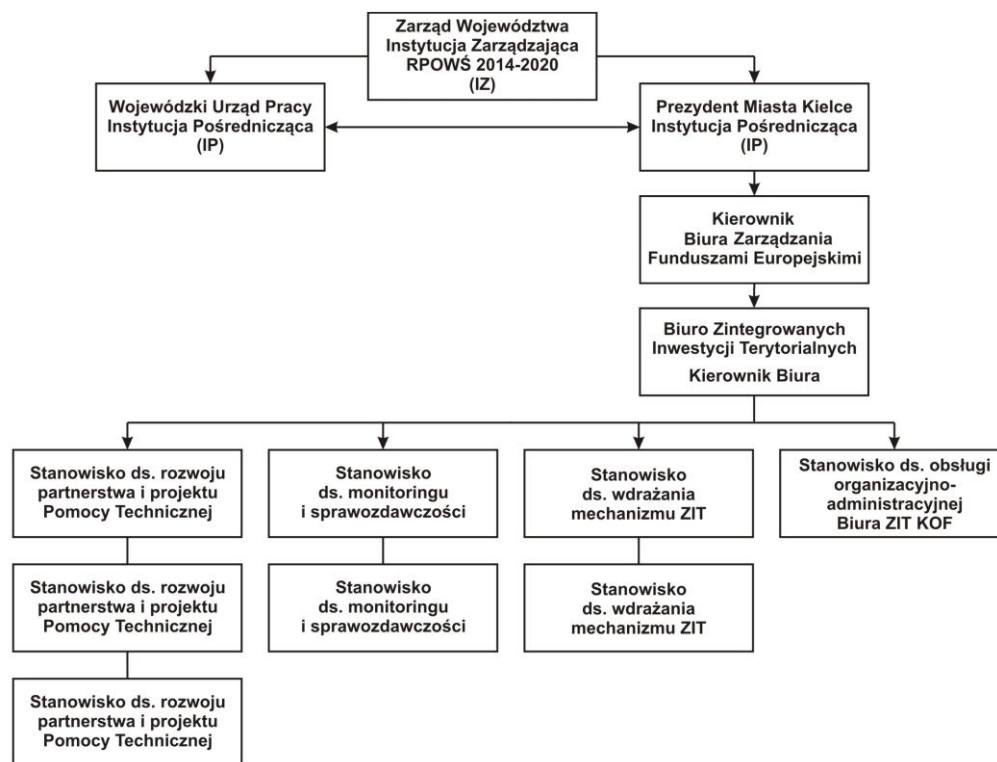 Zarząd Województwa
Instytucja Zarządzająca
RPOWŚ 2014-2020
(IZ)
Wojewódzki Urząd Pracy
Instytucja Pośrednicząca
(IP)
Prezydent Miasta Kielce
Instytucja Pośrednicząca
(IP)
Kierownik
Biura Zarządzania
Funduszami Europejskimi
Biuro Zintegrowanych
Inwestycji Terytorialnych
Kierownik Biura
Stanowisko ds. rozwoju
partnerstwa i projektu
Pomocy Technicznej
Stanowisko
ds. monitoringu
i sprawozdawczości
Stanowisko
ds. wdrażania
mechanizmu ZIT
Stanowisko ds. obsługi
organizacyjno-
administracyjnej
Biura ZIT KOF
Stanowisko ds. rozwoju
partnerstwa i projektu
Pomocy Technicznej
Stanowisko
ds. monitoringu
i sprawozdawczości
Stanowisko
ds. wdrażania
mechanizmu ZIT
Stanowisko ds. rozwoju
partnerstwa i projektu
Pomocy Technicznej